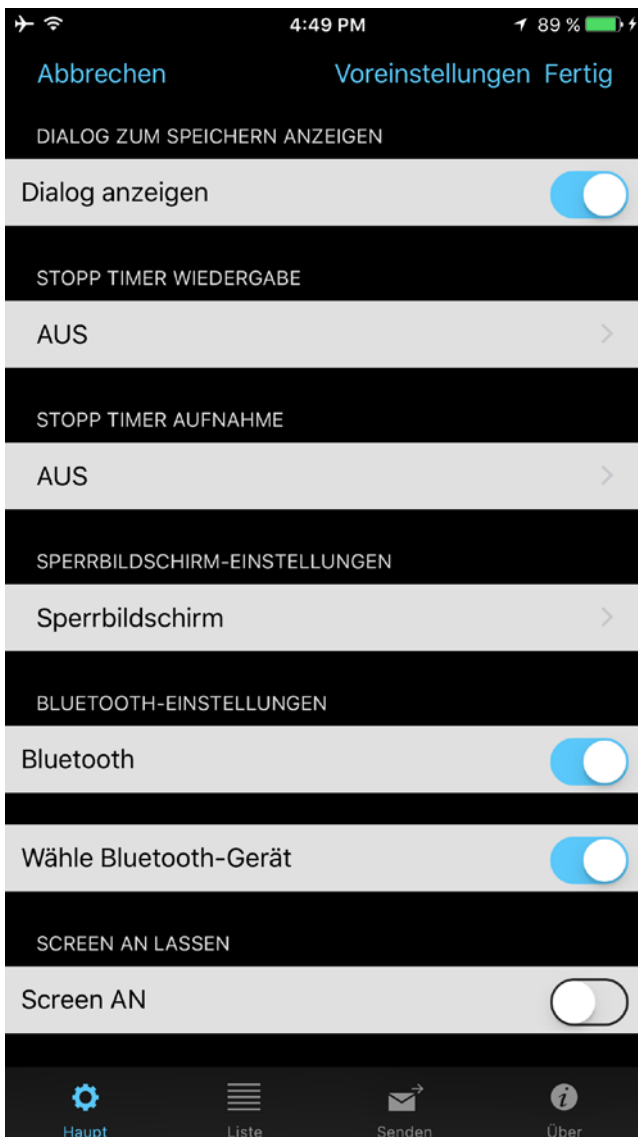 4:49 PM
89 %
Abbrechen Voreinstellungen Fertig
DIALOG ZUM SPEICHERN ANZEIGEN
Dialog anzeigen
STOPP TIMER WIEDERGABE
AUS
STOPP TIMER AUFNAHME
AUS
SPERRBILDSCHIRM-EINSTELLUNGEN
Sperrbildschirm
BLUETOOTH-EINSTELLUNGEN
Bluetooth
Wähle Bluetooth-Gerät
SCREEN AN LASSEN
Screen AN
Haupt Liste Senden Über